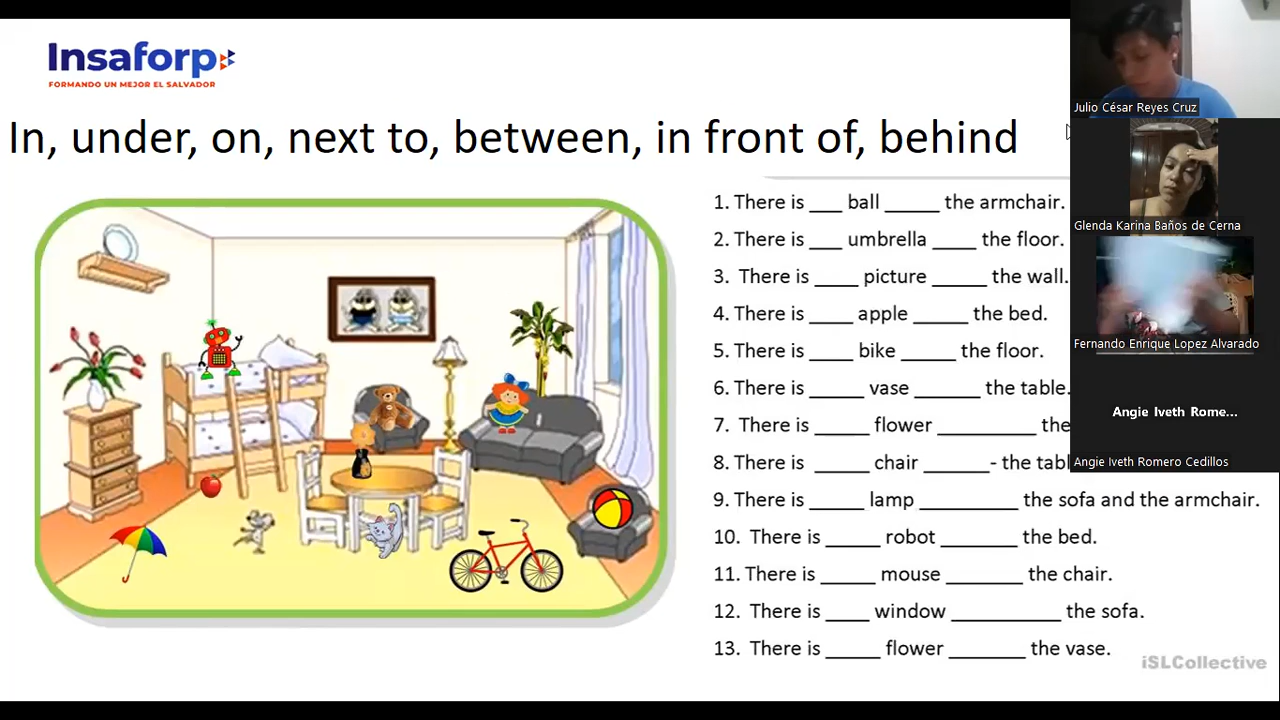 Insaforp
FORMANDO UN MEJOR EL SALVADOR
In, under, on, next to, between, in front of, behind
1. There is ___ ball _____ the armchair.
2. There is ___ umbrella ____ the floor.
3. There is ____ picture _____ the wall.
4. There is ____ apple _____ the bed.
5. There is ____ bike _____ the floor.
6. There is _____ vase ______ the table.
7. There is _____ flower _________ the
8. There is _____ chair ______- the tabl
9. There is _____ lamp _________ the sofa and the armchair.
10. There is _____ robot _______ the bed.
11. There is _____ mouse _______ the chair.
12. There is ____ window __________ the sofa.
13. There is _____ flower _______ the vase.
iSLCollective
Julio César Reyes Cruz
Glenda Karina Baños de Cerna
Fernando Enrique Lopez Alvarado
Angie Iveth Rome...
Angie Iveth Romero Cedillos